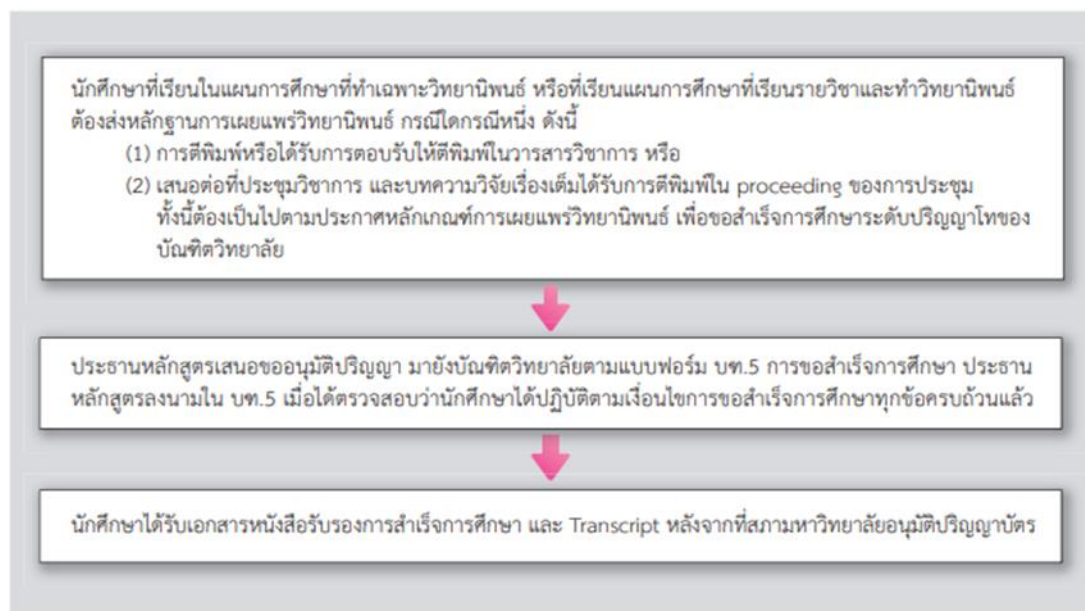 นักศึกษาที่เรียนในแผนการศึกษาที่ทำเฉพาะวิทยานิพนธ์ หรือที่เรียนแผนการศึกษาที่เรียนรายวิชาและทำวิทยานิพนธ์
ต้องส่งหลักฐานการเผยแพร่วิทยานิพนธ์ กรณีใดกรณีหนึ่ง ดังนี้
(1) การตีพิมพ์หรือได้รับการตอบรับให้ตีพิมพ์ในวารสารวิชาการ หรือ
(2) เสนอต่อที่ประชุมวิชาการ และบทความวิจัยเรื่องเต็มได้รับการตีพิมพ์ใน proceeding ของการประชุม
ทั้งนี้ต้องเป็นไปตามประกาศหลักเกณฑ์การเผยแพร่วิทยานิพนธ์ เพื่อขอสำเร็จการศึกษาระดับปริญญาโทของ
บัณฑิตวิทยาลัย
ประธานหลักสูตรเสนอขออนุมัติปริญญา มายังบัณฑิตวิทยาลัยตามแบบฟอร์ม บฑ.5 การขอสำเร็จการศึกษา ประธาน
หลักสูตรลงนามใน บฑ.5 เมื่อได้ตรวจสอบว่านักศึกษาได้ปฏิบัติตามเงื่อนไขการขอสำเร็จการศึกษาทุกข้อครบถ้วนแล้ว
นักศึกษาได้รับเอกสารหนังสือรับรองการสำเร็จการศึกษา และ Transcript หลังจากที่สภามหาวิทยาลัยอนุมัติปริญญาบัตร